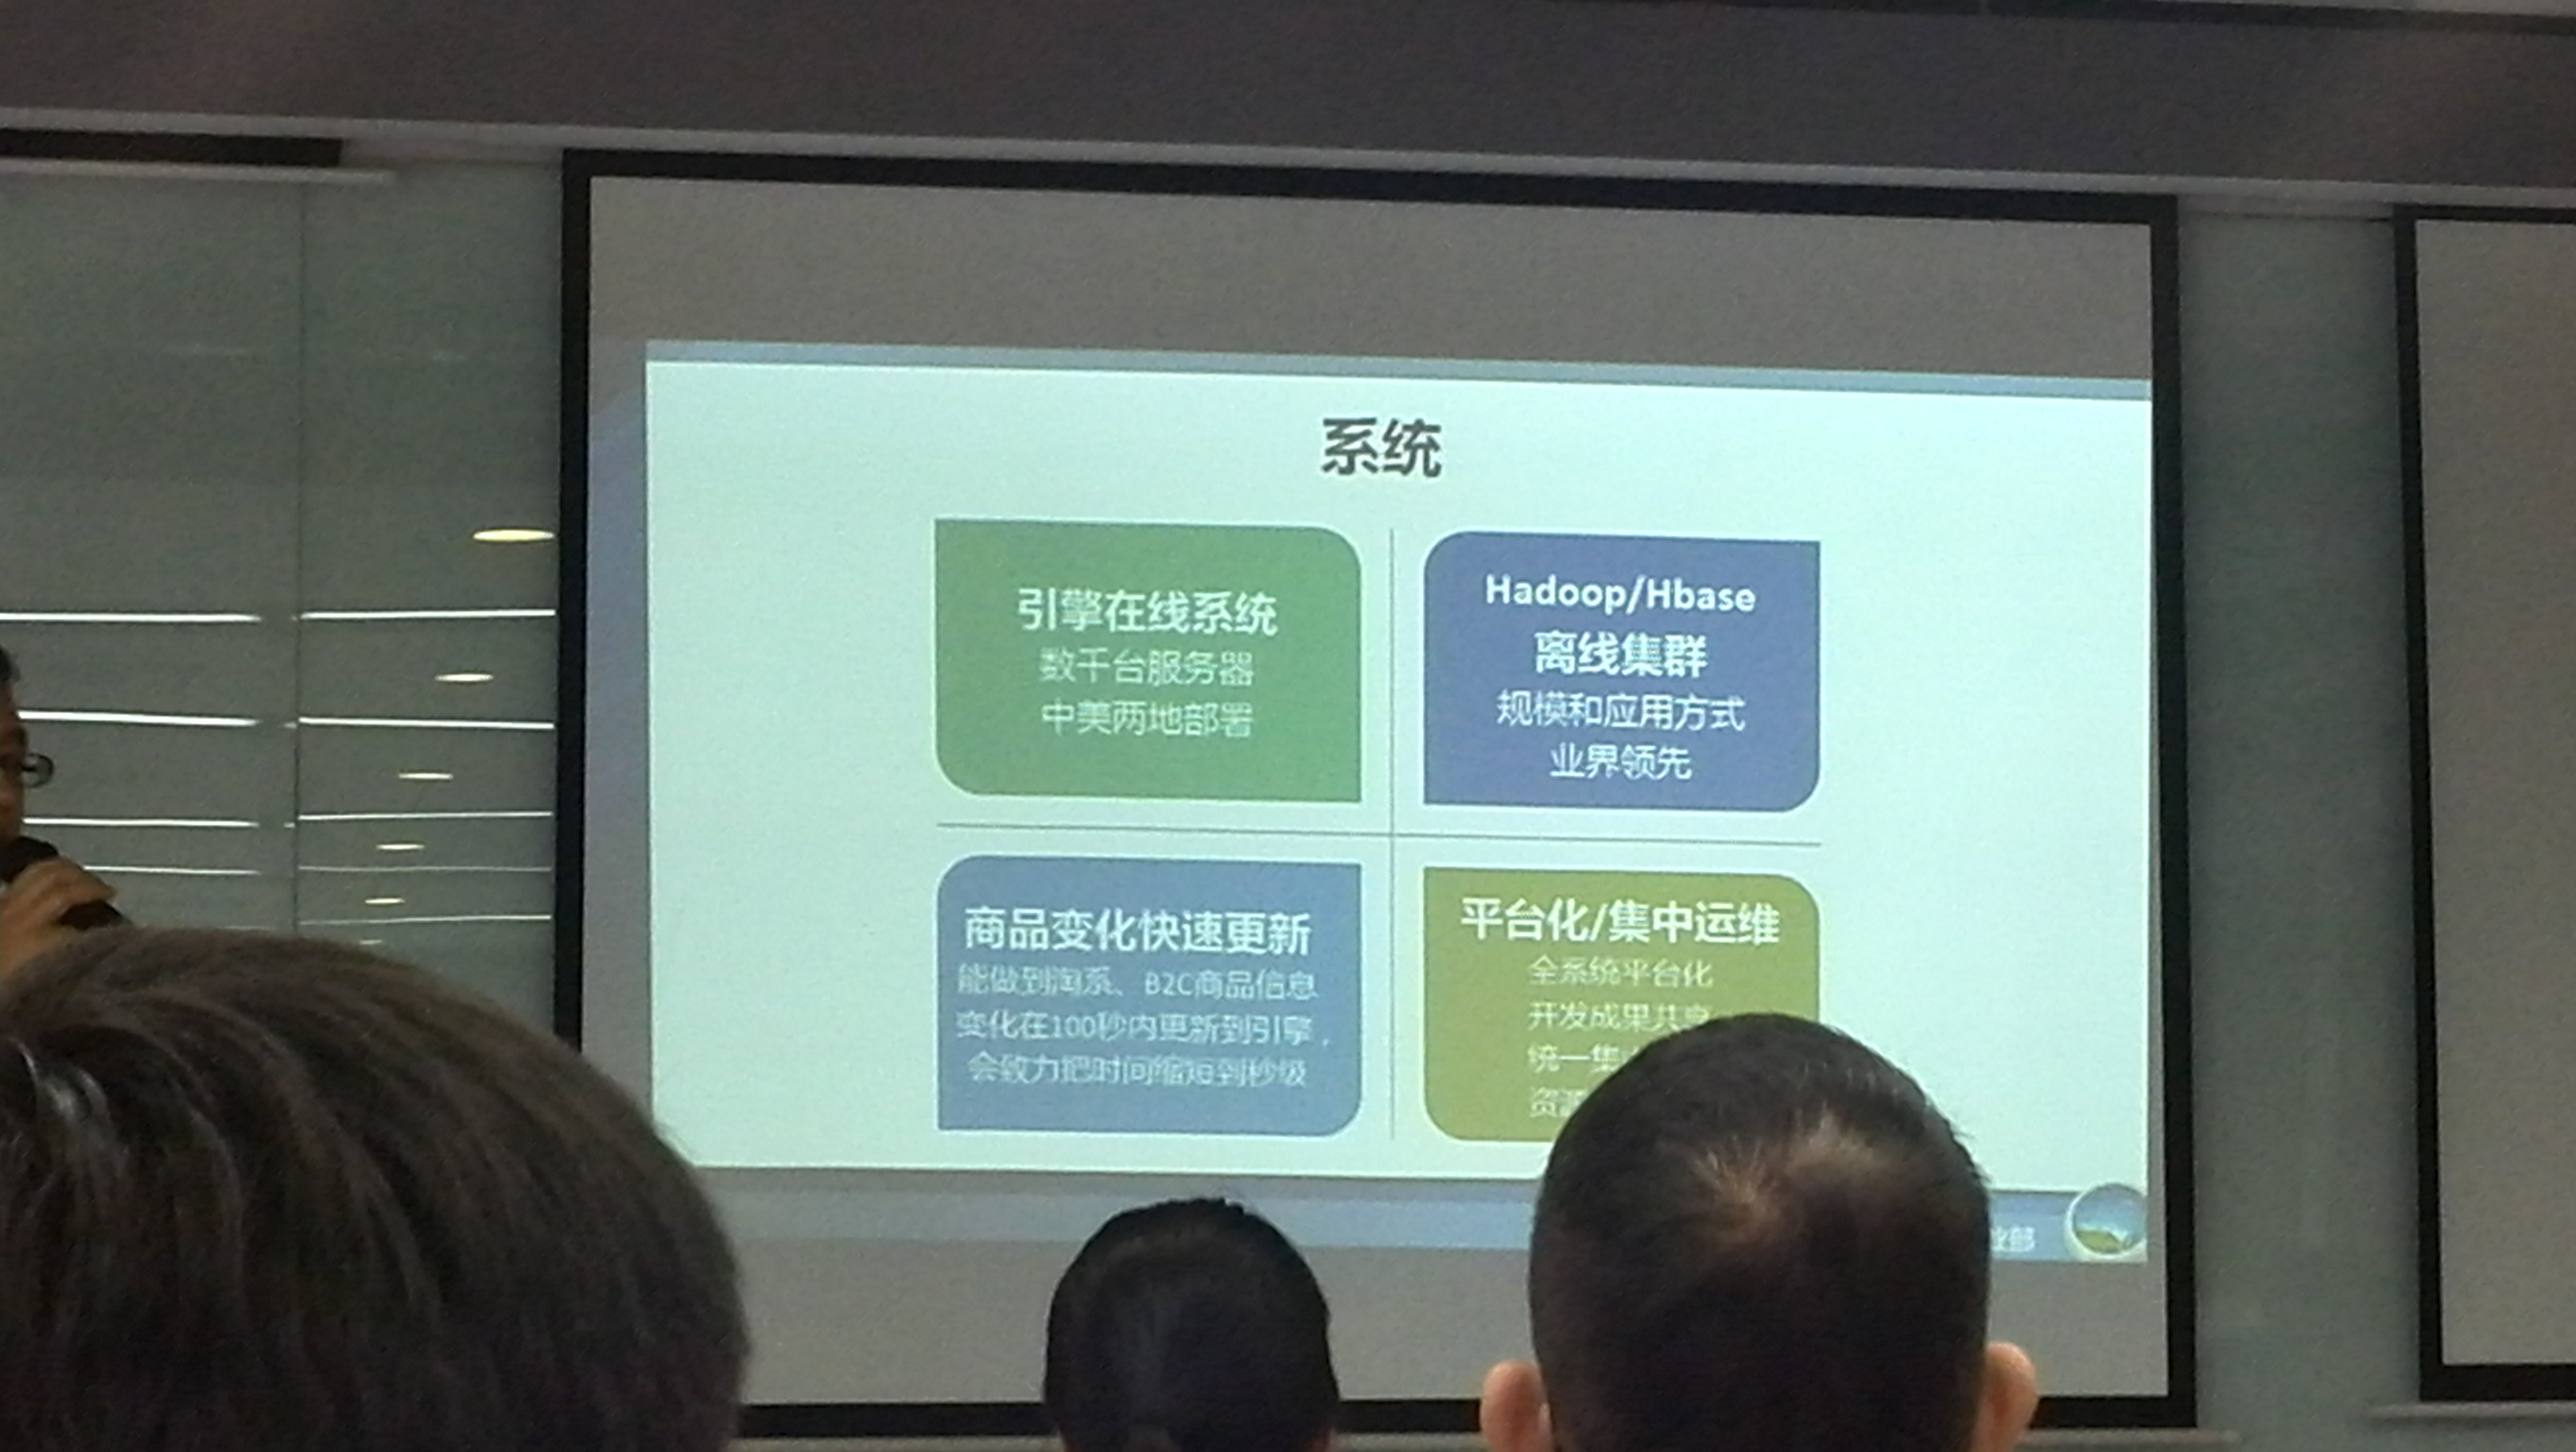 系统
引擎在线系统
数千台服务器
中美两地部署
Hadoop/Hbase
离线集群
规模和应用方式
业界领先
商品变化快速更新
能做到淘系、B2C商品信息
变化在100秒内更新到引擎，
会致力把时间缩短到秒级
平台化/集中运维
全系统平台化
开发成果共享
统一集
资源
业部